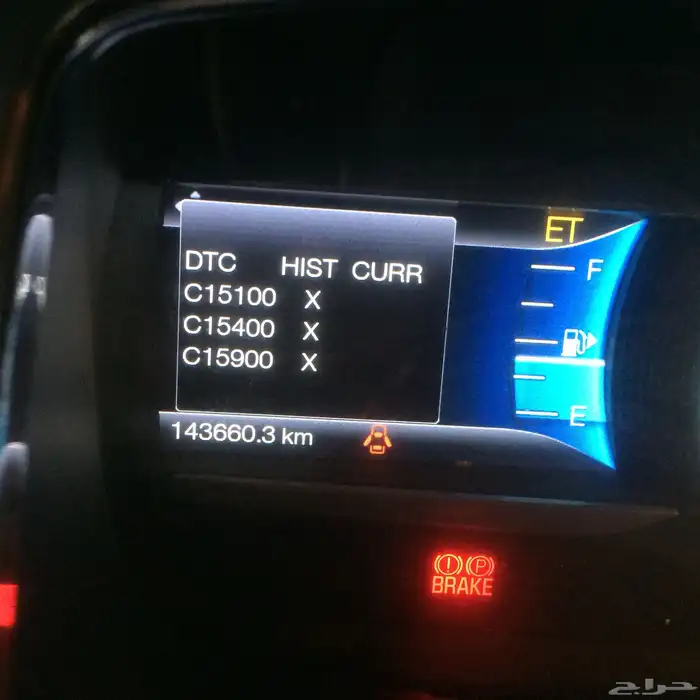 ET
DTC HIST CURR
C15100 X
C15400 X
C15900 X
F
E
143660.3 km
(!) (P)
BRAKE
حراج